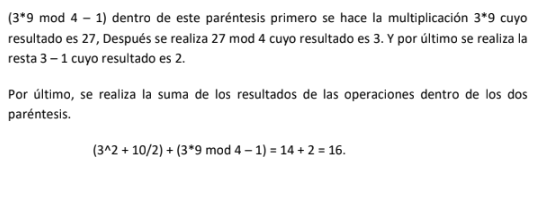 (3*9 mod 4 – 1) dentro de este paréntesis primero se hace la multiplicación 3*9 cuyo
resultado es 27, Después se realiza 27 mod 4 cuyo resultado es 3. Y por último se realiza la
resta 3 – 1 cuyo resultado es 2.
Por último, se realiza la suma de los resultados de las operaciones dentro de los dos
paréntesis.
(3^2 + 10/2) + (3*9 mod 4 – 1) = 14 + 2 = 16.